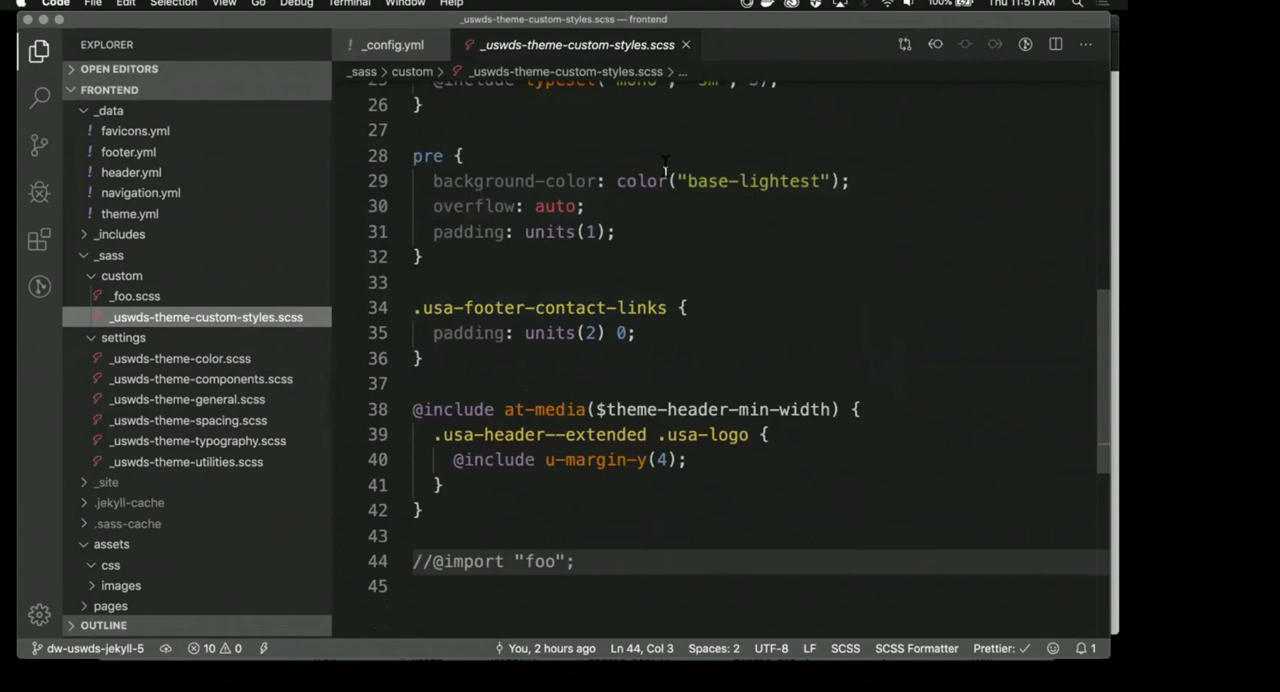 Code File Edit Selection View Go Debug Terminal Window Help 100% Thu 11:51 AM
_uswds-theme-custom-styles.scss — frontend
EXPLORER
OPEN EDITORS
FRONTEND
_data
favicons.yml
footer.yml
header.yml
navigation.yml
theme.yml
_includes
_sass
custom
_foo.scss
_uswds-theme-custom-styles.scss
settings
_uswds-theme-color.scss
_uswds-theme-components.scss
_uswds-theme-general.scss
_uswds-theme-spacing.scss
_uswds-theme-typography.scss
_uswds-theme-utilities.scss
_site
.jekyll-cache
.sass-cache
assets
css
images
pages
OUTLINE
_config.yml
_uswds-theme-custom-styles.scss
_sass > custom > _uswds-theme-custom-styles.scss > ...
25 @include typeset("mono", "sm", 3);
26 }
27
28 pre {
29 background-color: color("base-lightest");
30 overflow: auto;
31 padding: units(1);
32 }
33
34 .usa-footer-contact-links {
35 padding: units(2) 0;
36 }
37
38 @include at-media($theme-header-min-width) {
39 .usa-header--extended .usa-logo {
40 @include u-margin-y(4);
41 }
42 }
43
44 //@import "foo";
45
dw-uswds-jekyll-5 10 0 You, 2 hours ago Ln 44, Col 3 Spaces: 2 UTF-8 LF SCSS SCSS Formatter Prettier: ✓ 1